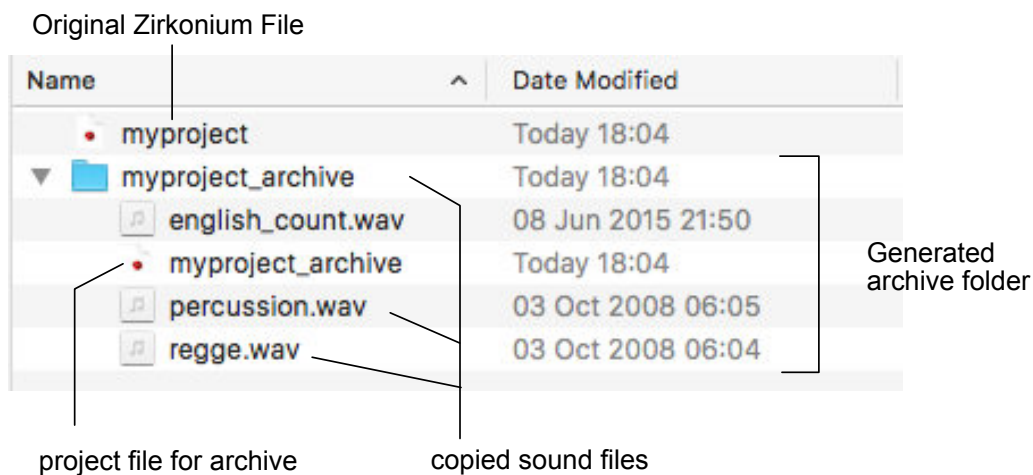 Original Zirkonium File
Name Date Modified
myproject Today 18:04
myproject_archive Today 18:04
english_count.wav 08 Jun 2015 21:50
myproject_archive Today 18:04
percussion.wav 03 Oct 2008 06:05
regge.wav 03 Oct 2008 06:04
Generated
archive folder
project file for archive copied sound files